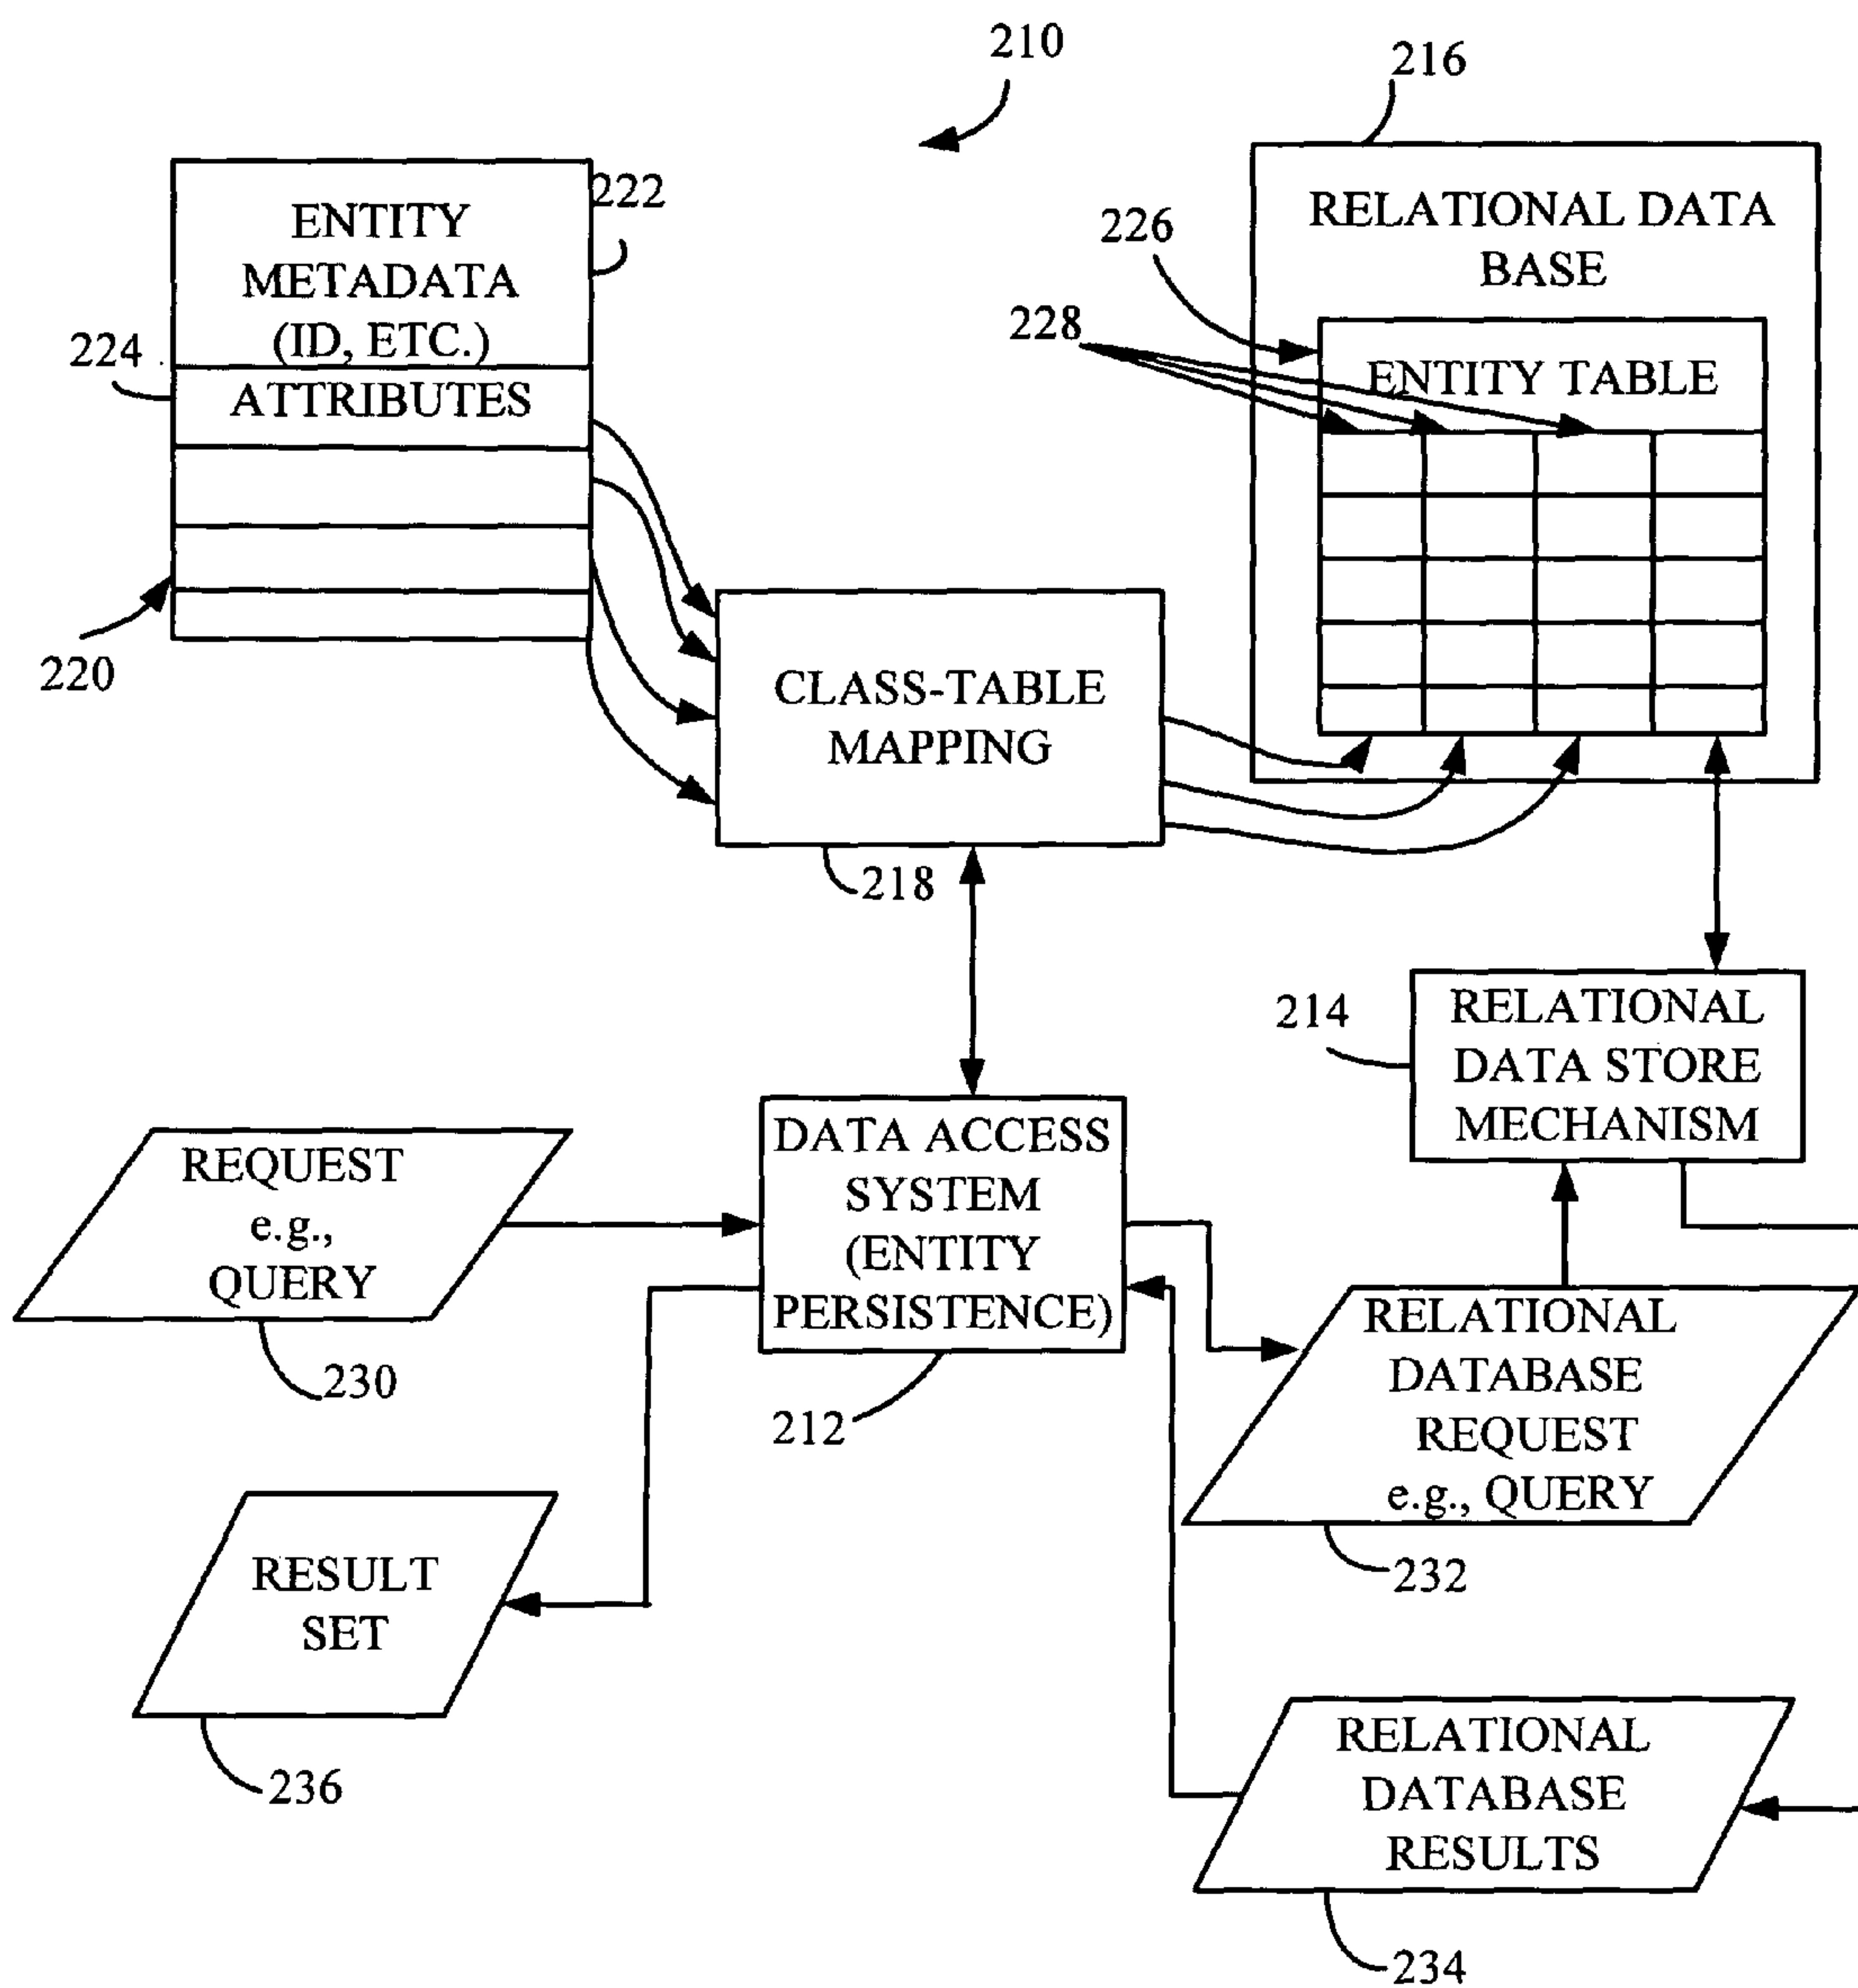 210
216
222
ENTITY
METADATA
(ID, ETC.)
224
ATTRIBUTES
220
RELATIONAL DATA
BASE
226
228
ENTITY TABLE
CLASS-TABLE
MAPPING
218
214
RELATIONAL
DATA STORE
MECHANISM
REQUEST
e.g.,
QUERY
230
DATA ACCESS
SYSTEM
(ENTITY
PERSISTENCE)
212
RELATIONAL
DATABASE
REQUEST
e.g., QUERY
232
RESULT
SET
236
RELATIONAL
DATABASE
RESULTS
234